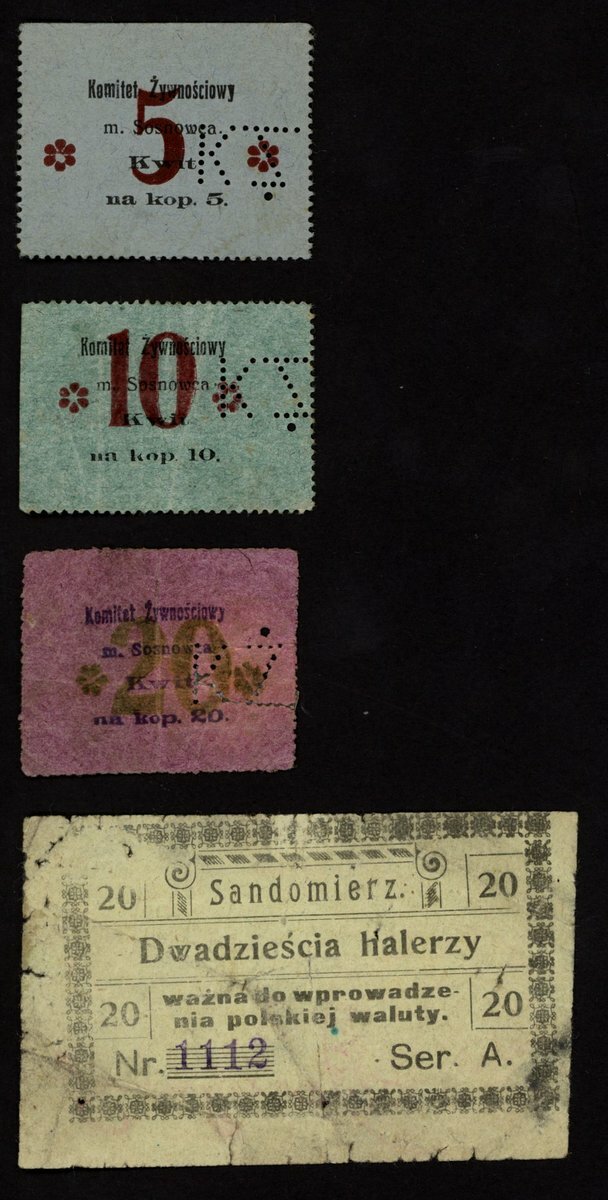 Komitet Żywnościowy
5
m. Sosnowca.
Kwit
na kop. 5.
K Ż
Komitet Żywnościowy
10
m. Sosnowca
Kwit
na kop. 10.
K Ż
Komitet Żywnościowy
20
m. Sosnowca
Kwit
na kop. 20.
K Ż
20 Sandomierz. 20
Dwadzieścia halerzy
20 ważna do wprowadze- 20
nia polskiej waluty.
Nr. 1112 Ser. A.